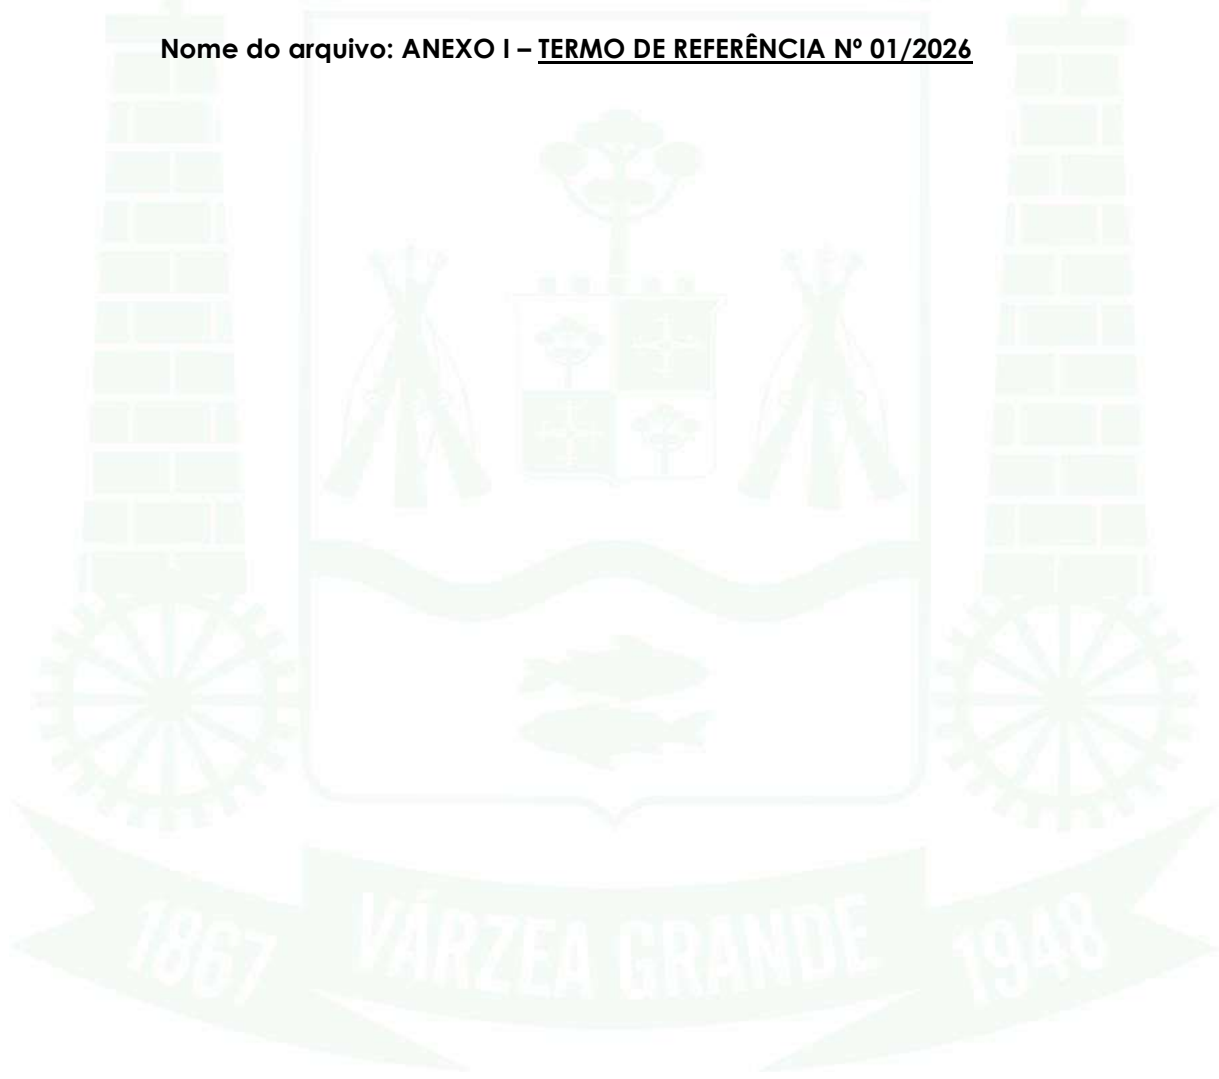 Nome do arquivo: ANEXO I – TERMO DE REFERÊNCIA Nº 01/2026
1867 VÁRZEA GRANDE 1948